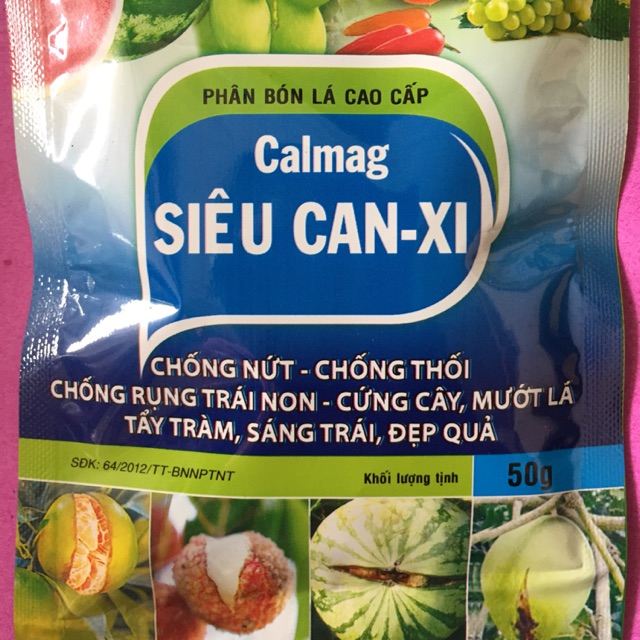 PHÂN BÓN LÁ CAO CẤP
Calmag
SIÊU CAN-XI
CHỐNG NỨT - CHỐNG THỐI
CHỐNG RỤNG TRÁI NON - CỨNG CÂY, MƯỚT LÁ
TẨY TRÀM, SÁNG TRÁI, ĐẸP QUẢ
SĐK: 64/2012/TT-BNNPTNT
Khối lượng tịnh
50g